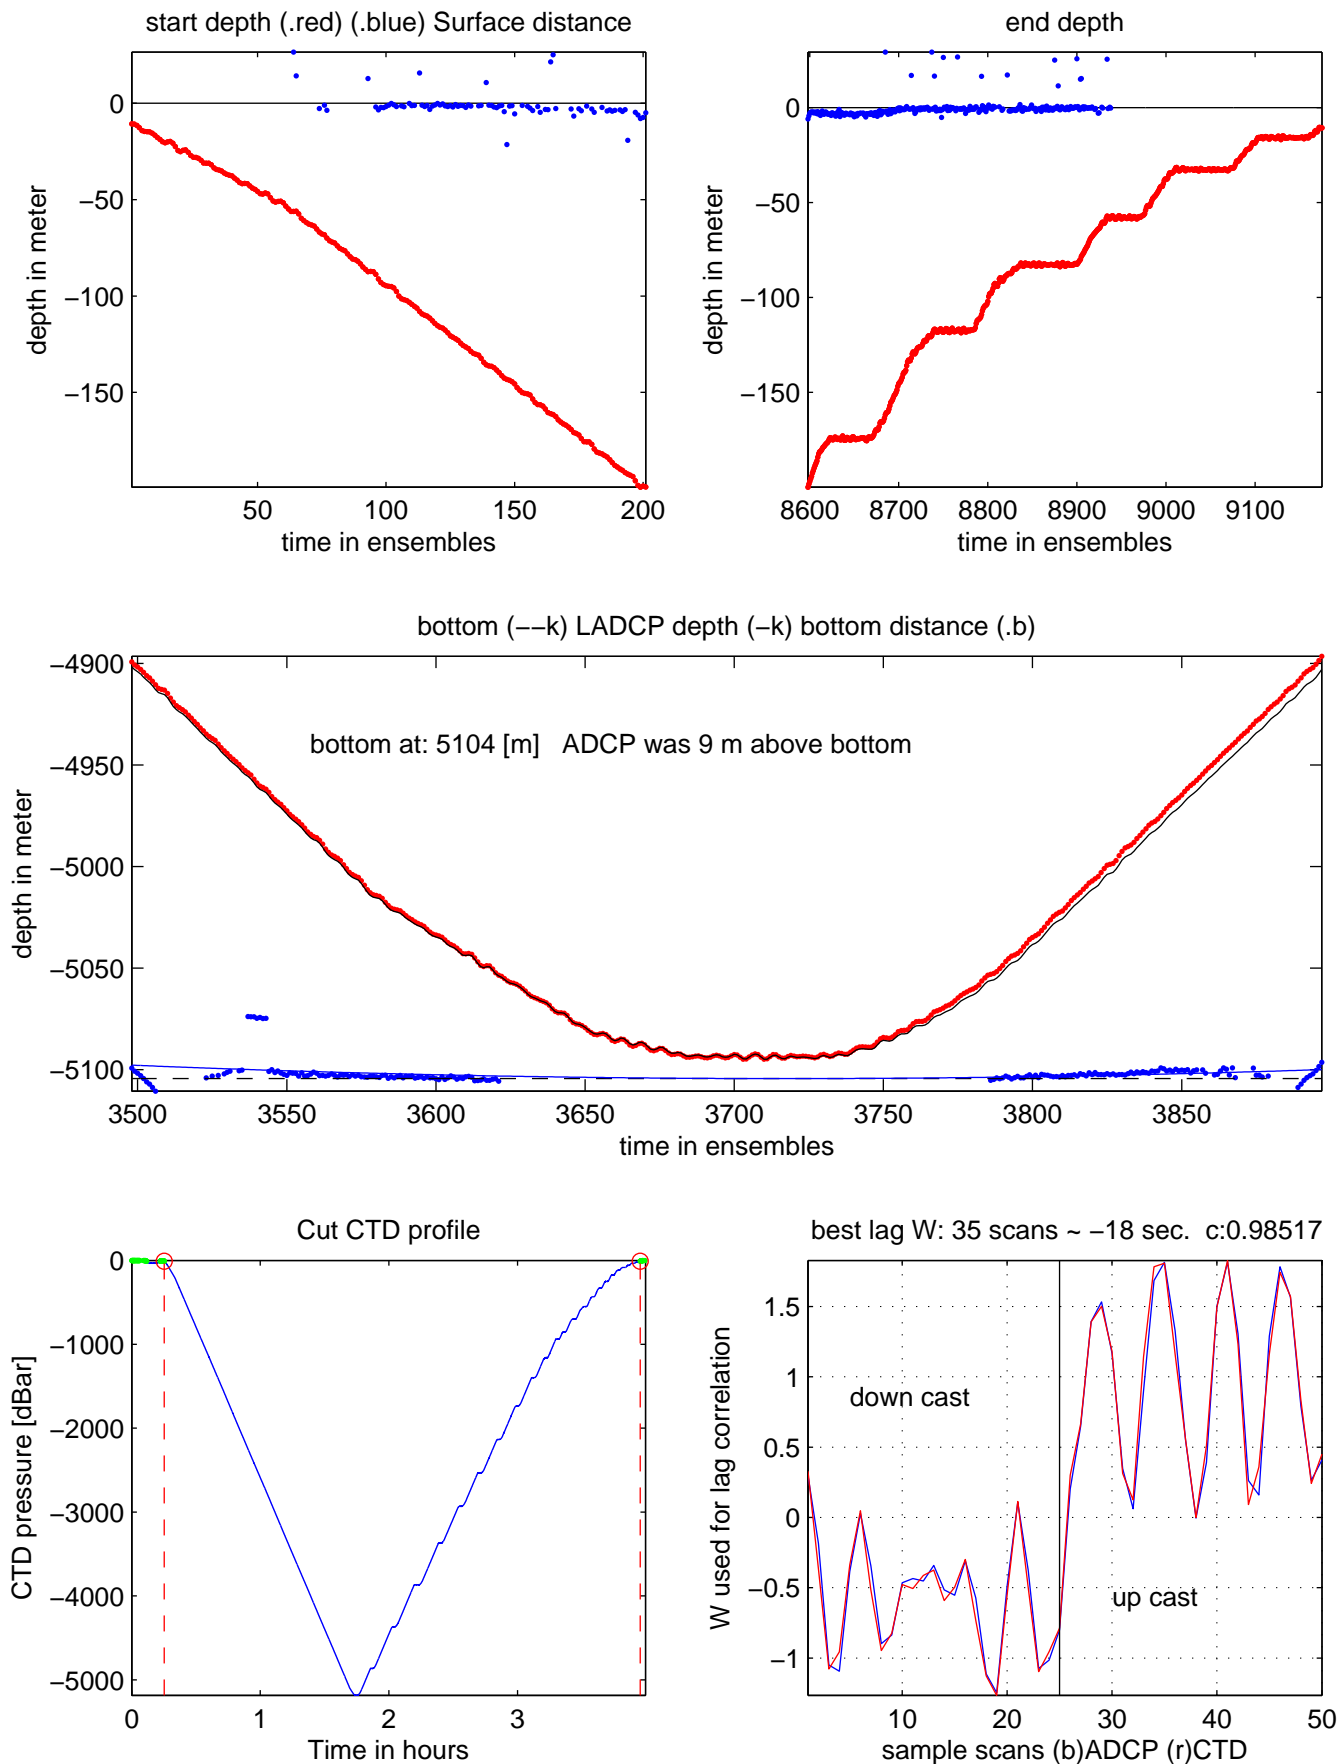 start depth (.red) (.blue) Surface distance
0
−50
−100
−150
depth in meter
50 100 150 200
time in ensembles
end depth
0
−50
−100
−150
depth in meter
8600 8700 8800 8900 9000 9100
time in ensembles
bottom (−−k) LADCP depth (−k) bottom distance (.b)
−4900
−4950
−5000
−5050
−5100
depth in meter
bottom at: 5104 [m] ADCP was 9 m above bottom
3500 3550 3600 3650 3700 3750 3800 3850
time in ensembles
Cut CTD profile
0
−1000
−2000
−3000
−4000
−5000
CTD pressure [dBar]
0 1 2 3
Time in hours
best lag W: 35 scans ~ −18 sec. c:0.98517
1.5
1
0.5
0
−0.5
−1
W used for lag correlation
down cast
up cast
10 20 30 40 50
sample scans (b)ADCP (r)CTD